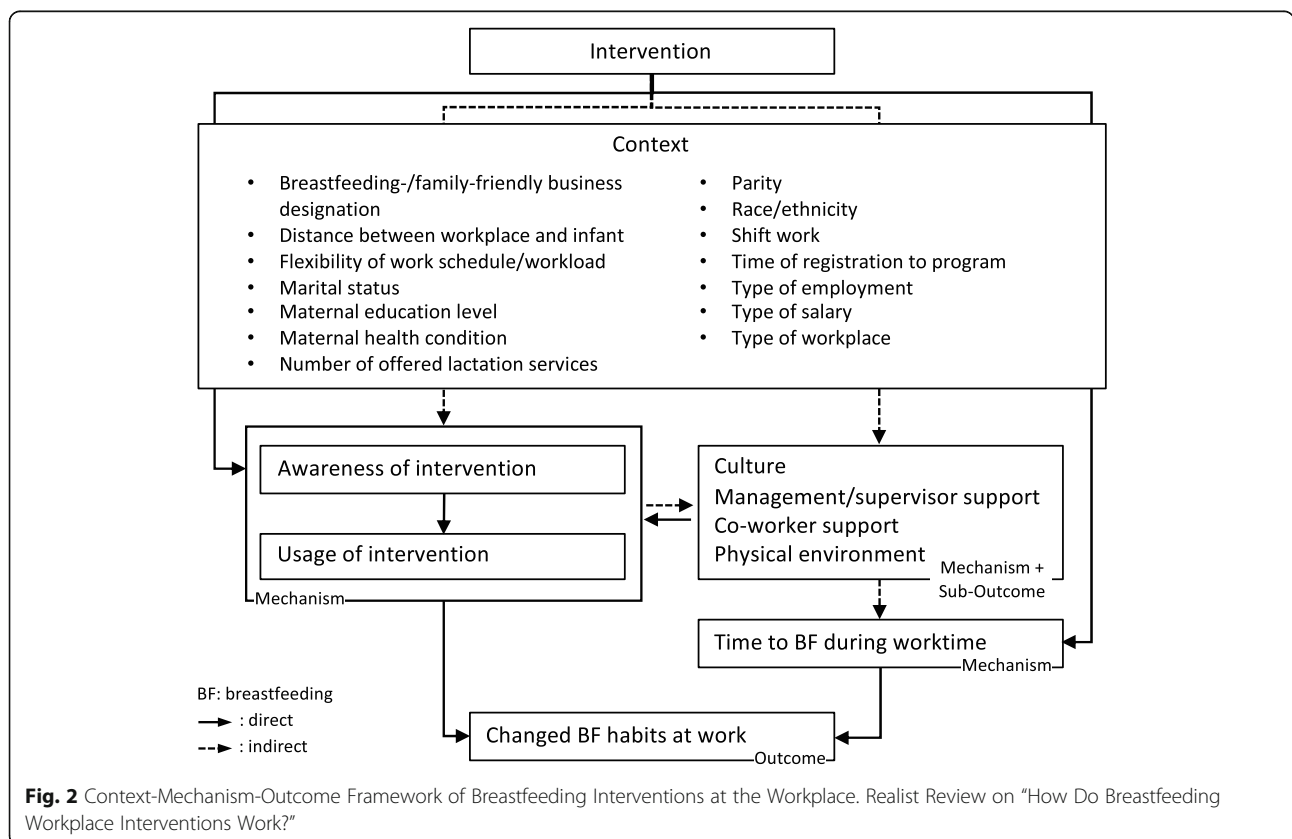 Intervention
Context
• Breastfeeding-/family-friendly business
designation
• Distance between workplace and infant
• Flexibility of work schedule/workload
• Marital status
• Maternal education level
• Maternal health condition
• Number of offered lactation services
• Parity
• Race/ethnicity
• Shift work
• Time of registration to program
• Type of employment
• Type of salary
• Type of workplace
Awareness of intervention
Usage of intervention
Mechanism
Culture
Management/supervisor support
Co-worker support
Physical environment
Mechanism +
Sub-Outcome
Time to BF during worktime
Mechanism
BF: breastfeeding
: direct
: indirect
Changed BF habits at work
Outcome
Fig. 2 Context-Mechanism-Outcome Framework of Breastfeeding Interventions at the Workplace. Realist Review on “How Do Breastfeeding
Workplace Interventions Work?”